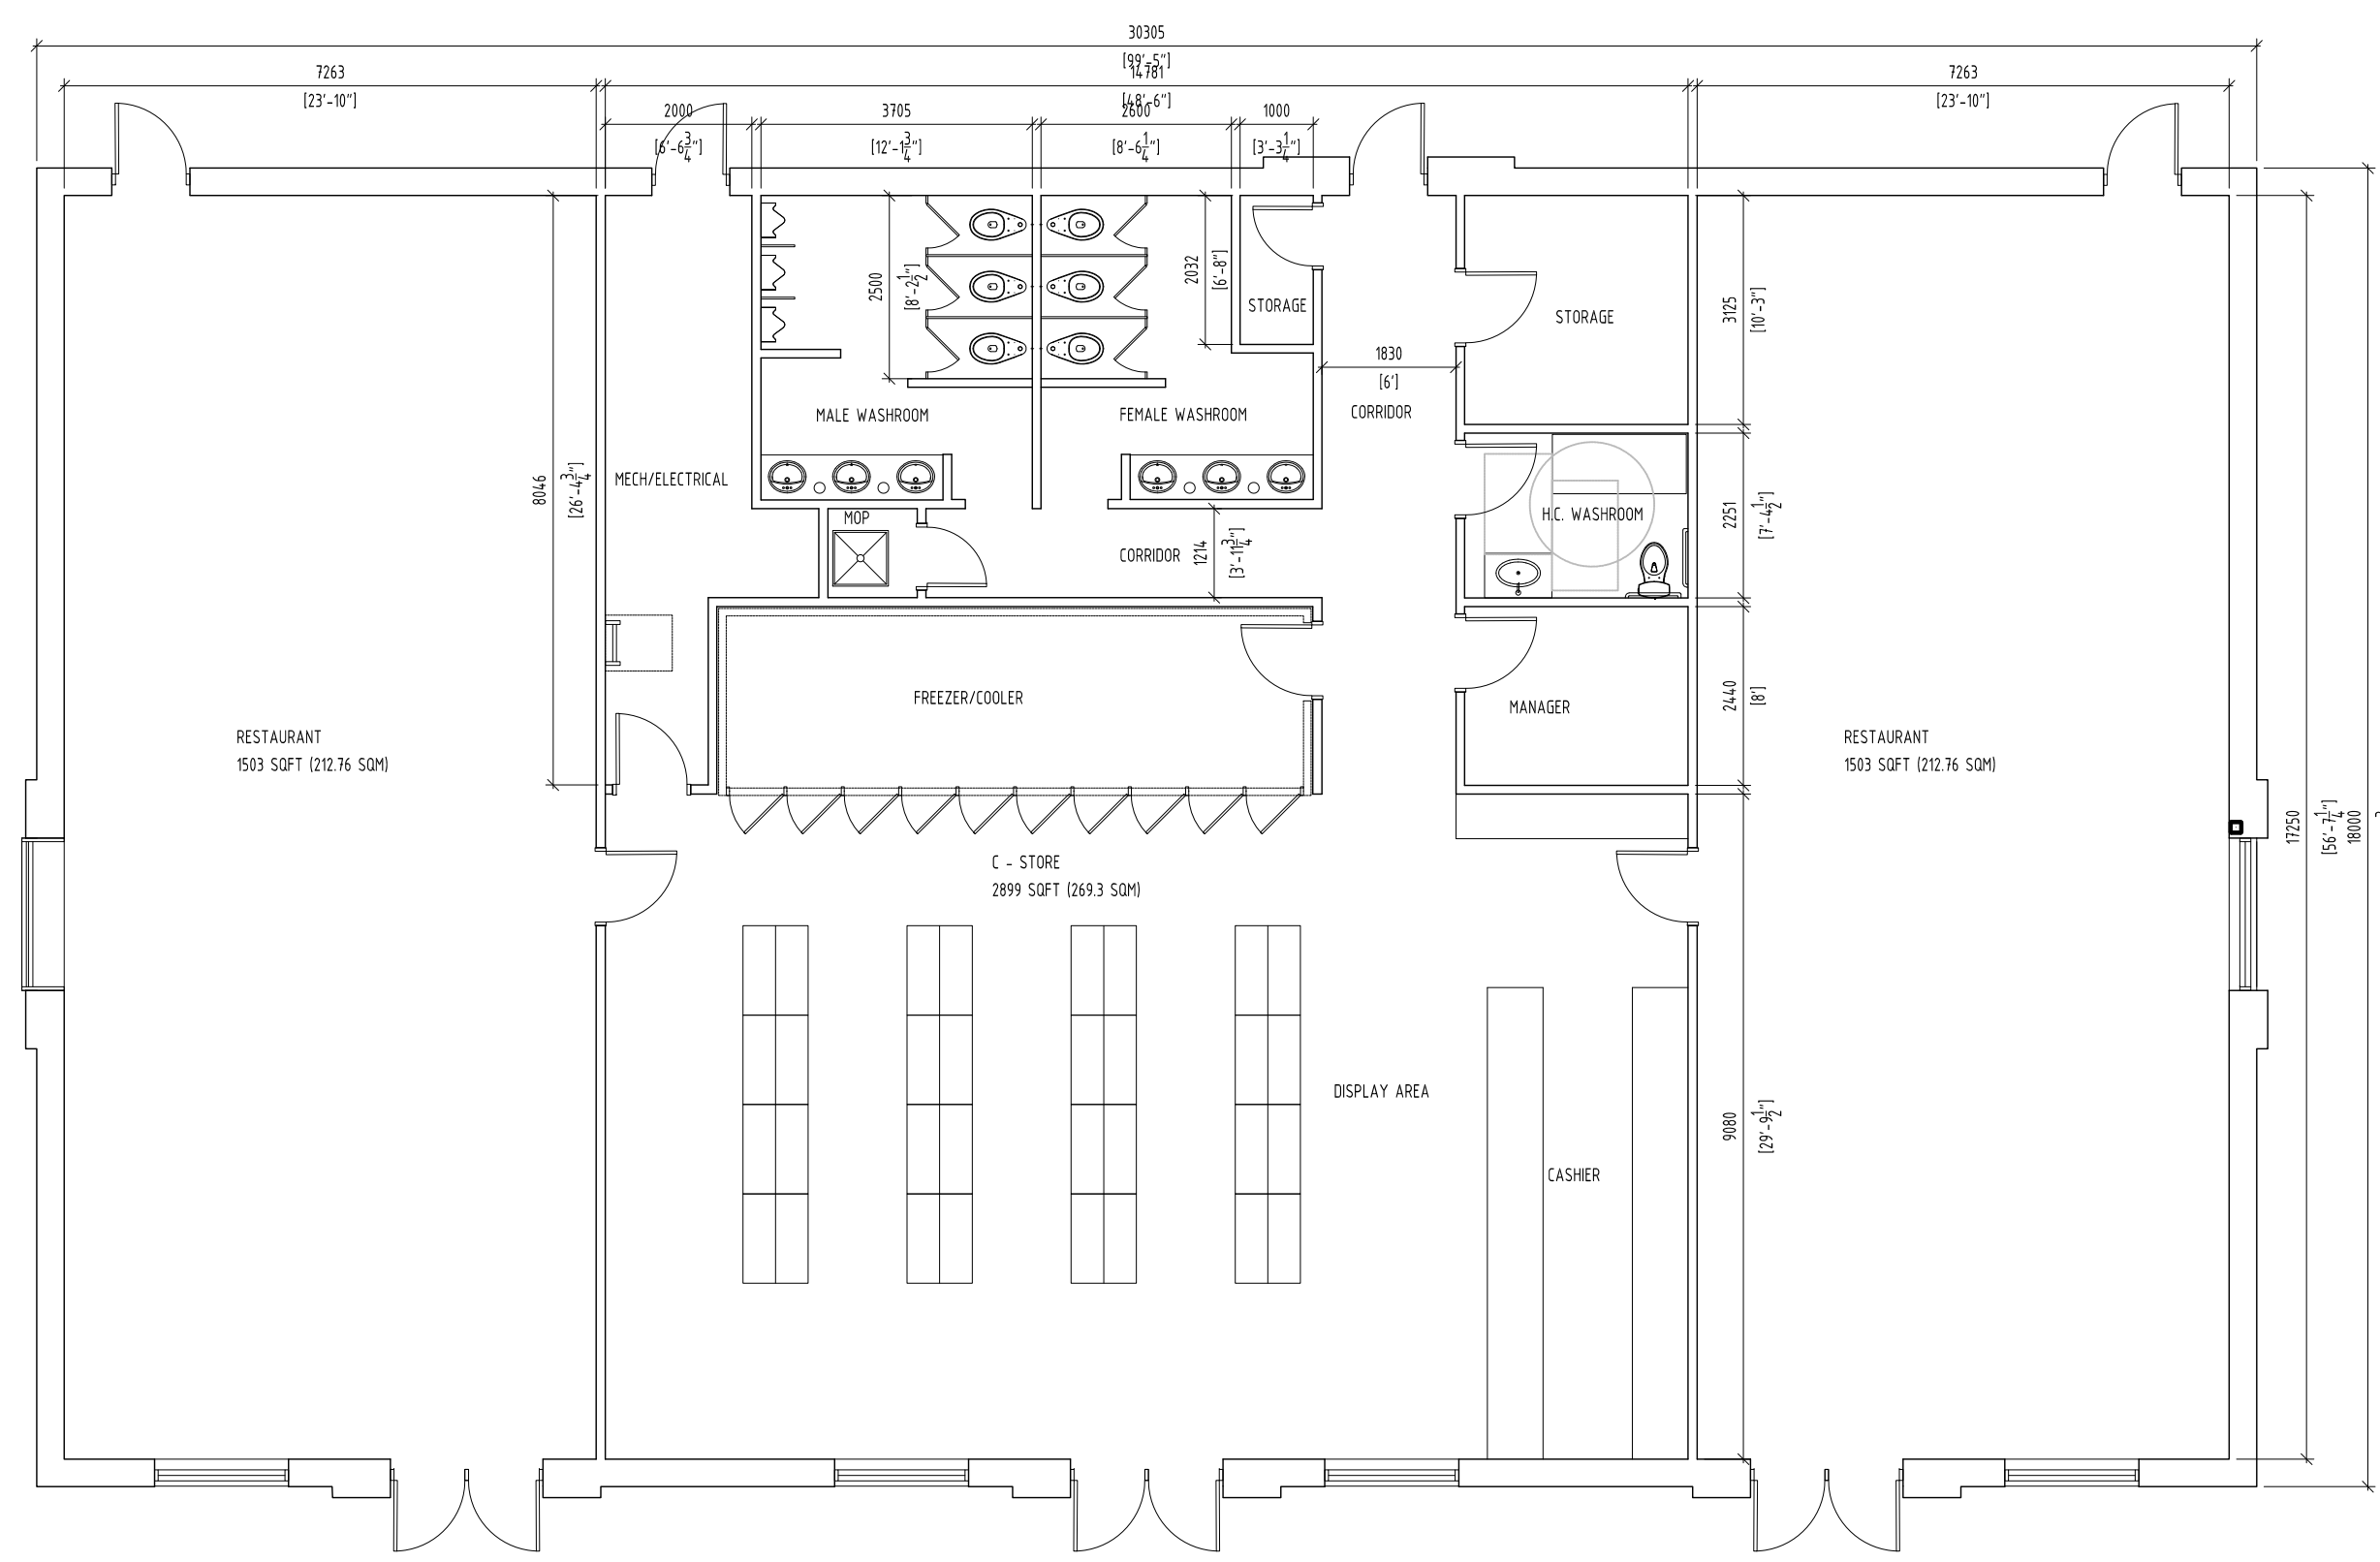 30305
[99'-5"]
7263
14781
7263
[23'-10"]
[48'-6"]
[23'-10"]
2000
3705
2600
1000
[6'-6 3/4"]
[12'-1 3/4"]
[8'-6 1/4"]
[3'-3 1/4"]
2500
[8'-2 1/2"]
2032
[6'-8"]
STORAGE
STORAGE
3125
[10'-3"]
1830
[6']
CORRIDOR
MALE WASHROOM
FEMALE WASHROOM
MECH/ELECTRICAL
8046
[26'-4 3/4"]
MOP
CORRIDOR
1214
[3'-11 3/4"]
H.C. WASHROOM
2251
[7'-4 1/2"]
FREEZER/COOLER
MANAGER
2440
[8']
RESTAURANT
1503 SQFT (212.76 SQM)
RESTAURANT
1503 SQFT (212.76 SQM)
17250
[56'-7 1/4"]
18000
C - STORE
2899 SQFT (269.3 SQM)
DISPLAY AREA
CASHIER
9080
[29'-9 1/2"]